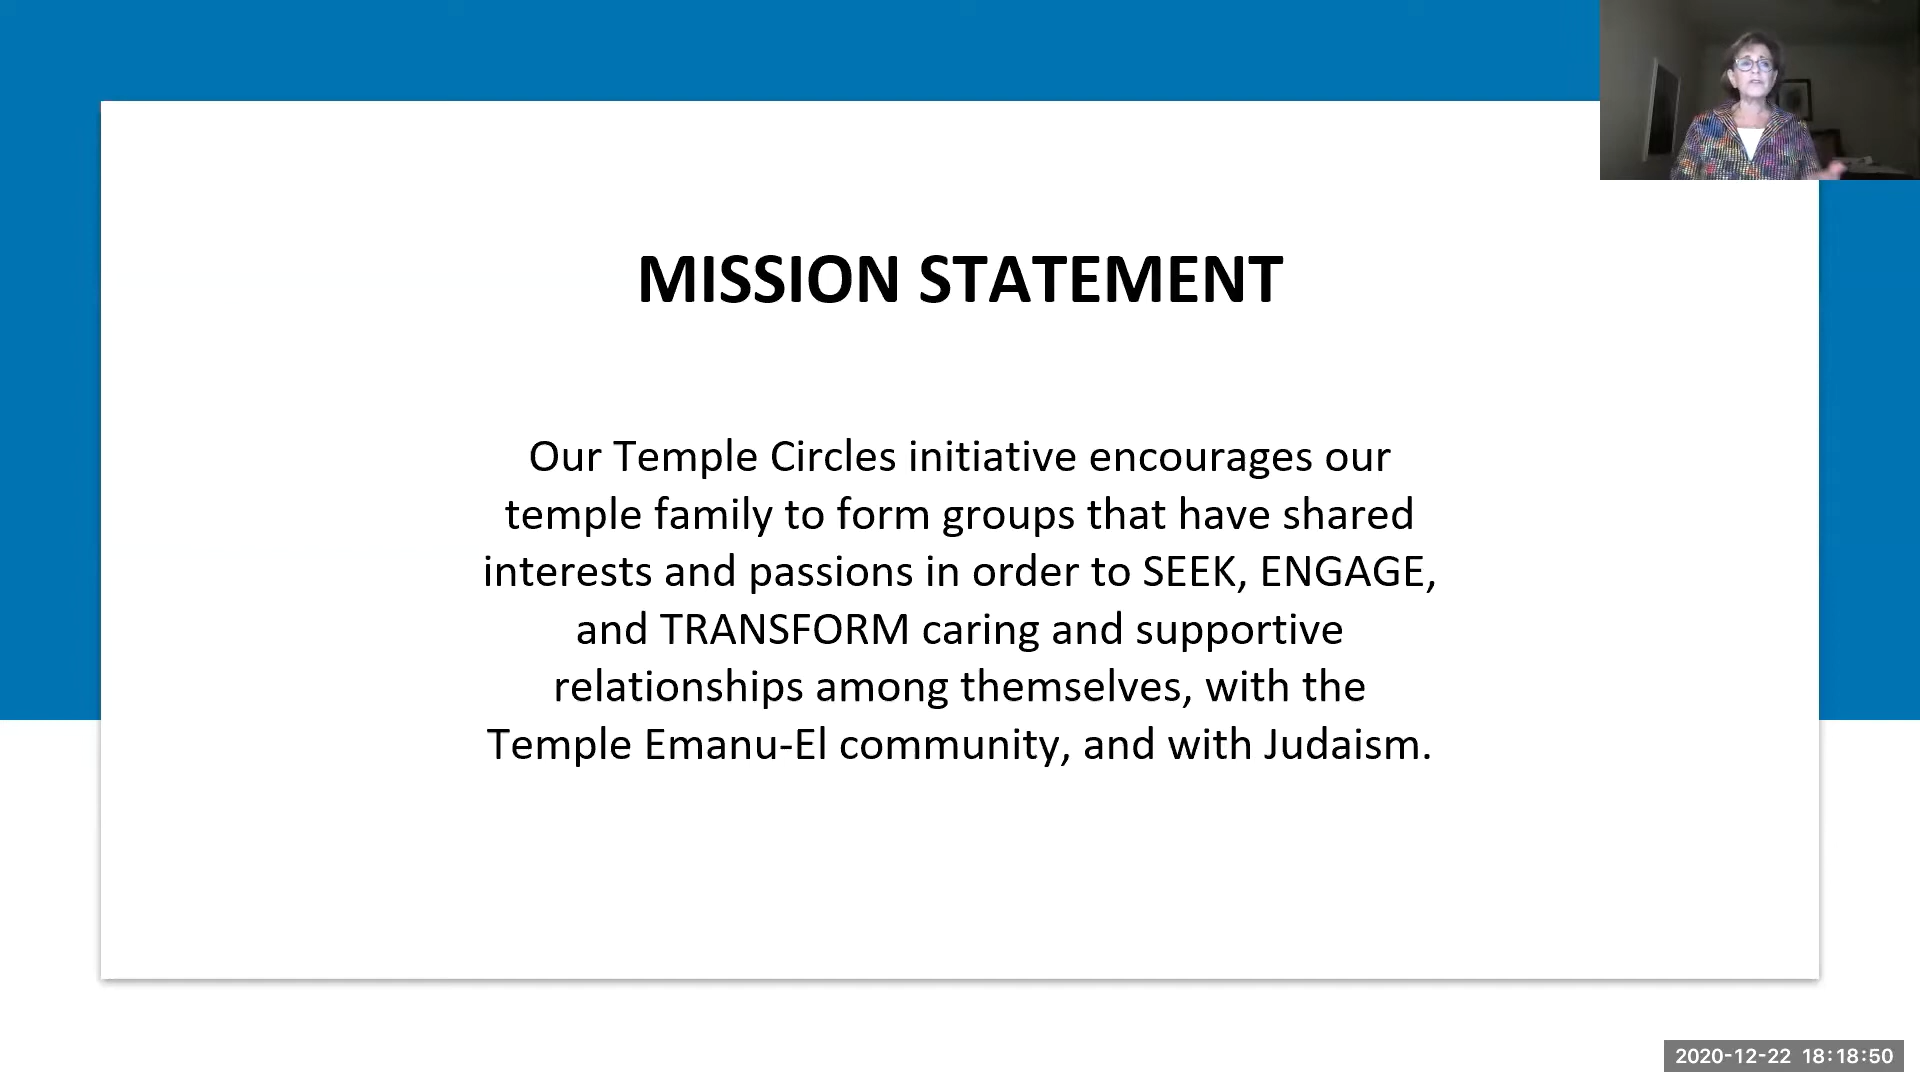 MISSION STATEMENT
Our Temple Circles initiative encourages our
temple family to form groups that have shared
interests and passions in order to SEEK, ENGAGE,
and TRANSFORM caring and supportive
relationships among themselves, with the
Temple Emanu-El community, and with Judaism.
2020-12-22 18:18:50